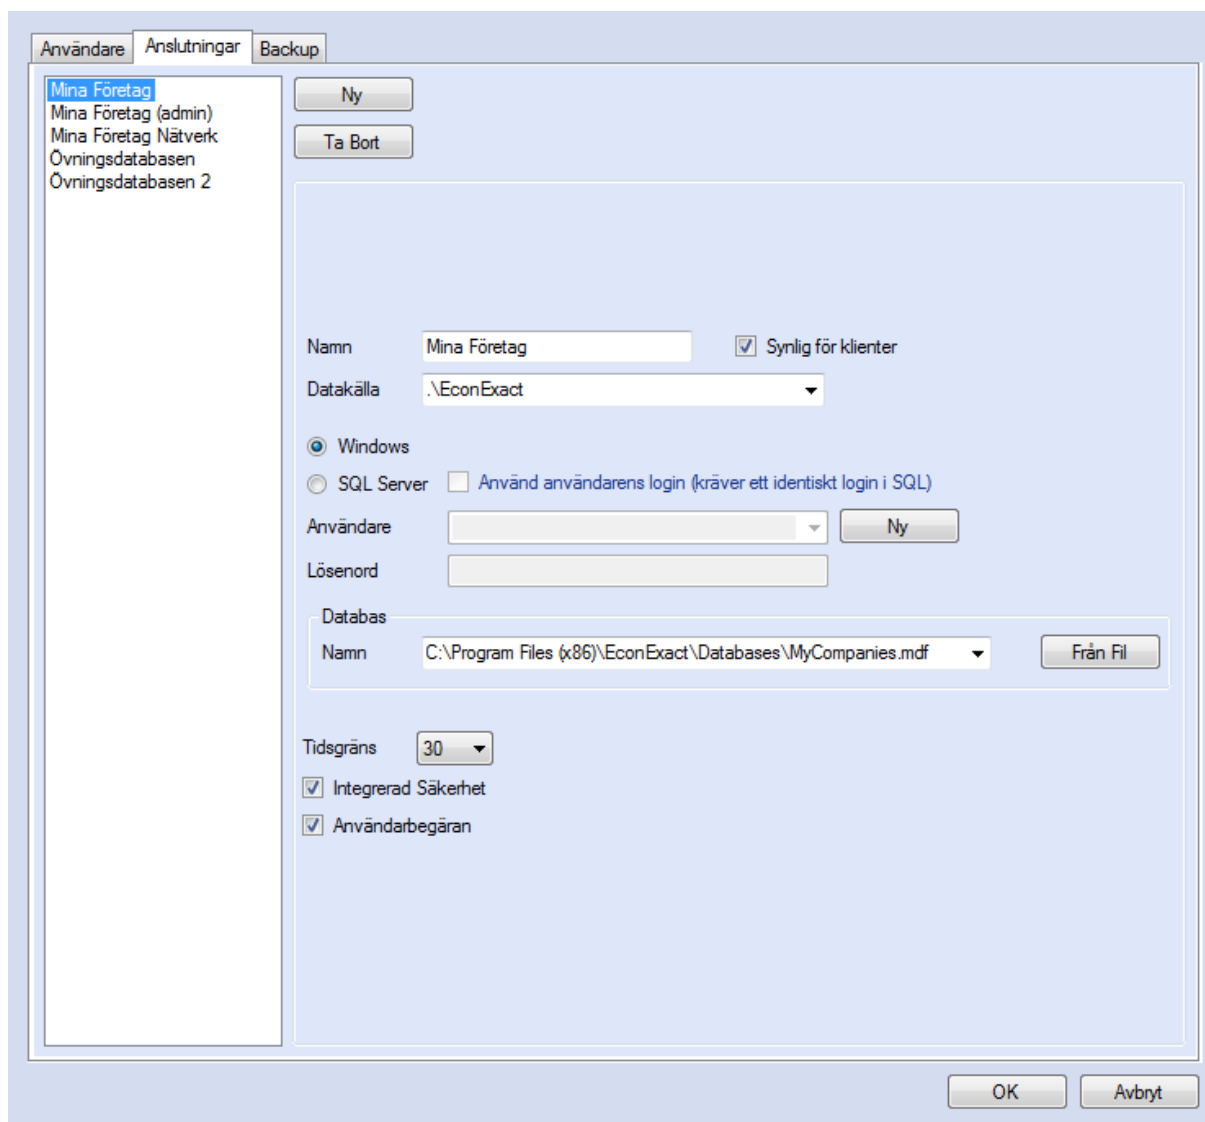 Användare Anslutningar Backup
Mina Företag
Mina Företag (admin)
Mina Företag Nätverk
Övningsdatabasen
Övningsdatabasen 2
Ny
Ta Bort
Namn Mina Företag Synlig för klienter
Datakälla .\EconExact
Windows
SQL Server Använd användarens login (kräver ett identiskt login i SQL)
Användare Ny
Lösenord
Databas
Namn C:\Program Files (x86)\EconExact\Databases\MyCompanies.mdf Från Fil
Tidsgräns 30
Integrerad Säkerhet
Användarbegäran
OK Avbryt